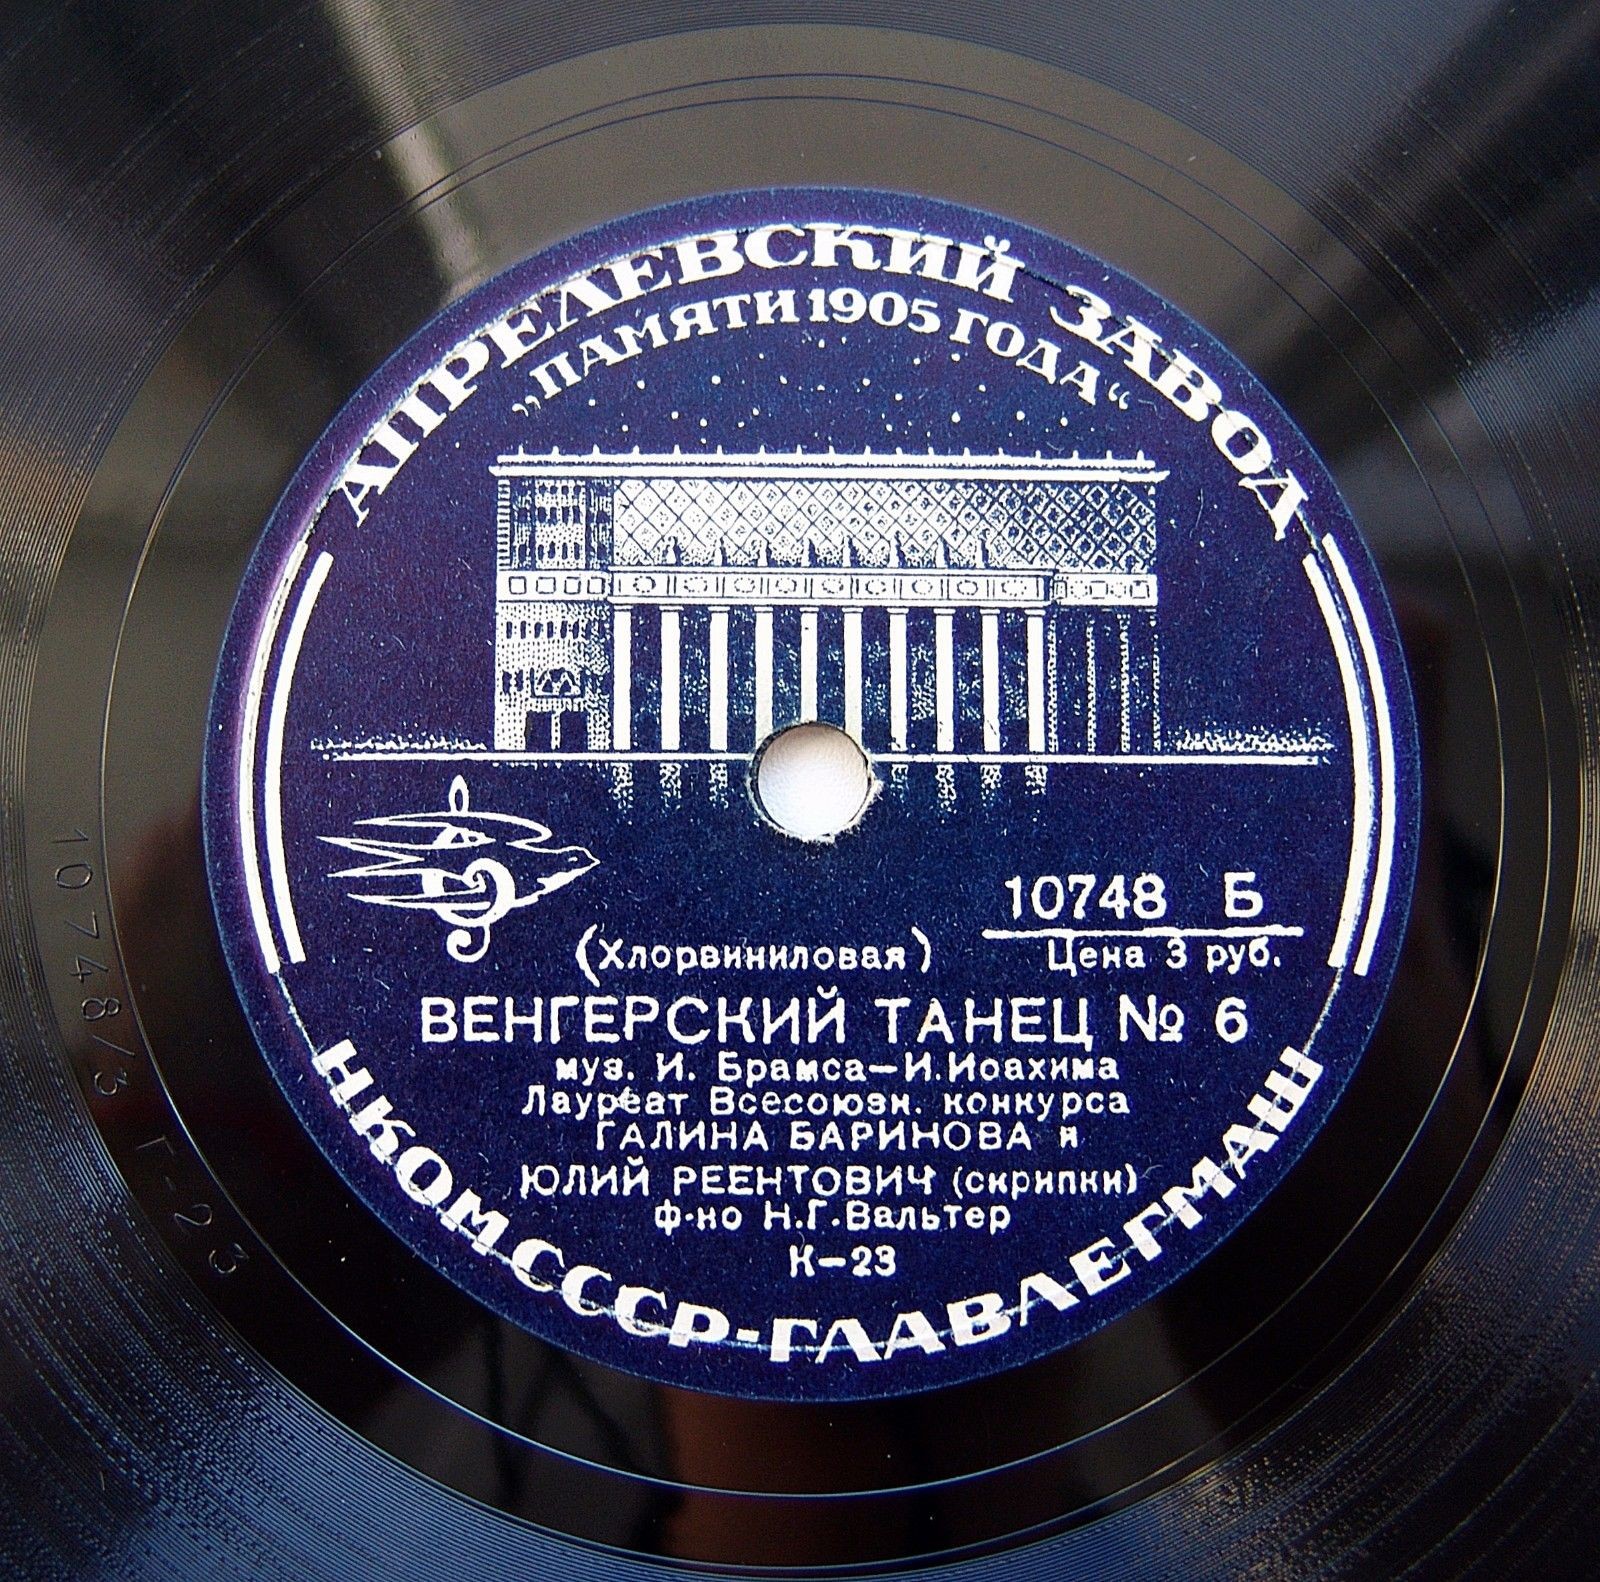 АПРЕЛЕВСКИЙ ЗАВОД
„ПАМЯТИ 1905 ГОДА“
10748 Б
(Хлорвиниловая) Цена 3 руб.
ВЕНГЕРСКИЙ ТАНЕЦ № 6
муз. И. Брамса—И. Иоахима
Лауреат Всесоюзн. конкурса
ГАЛИНА БАРИНОВА и
ЮЛИЙ РЕЕНТОВИЧ (скрипки)
ф-но Н.Г.Вальтер
К—23
НКОМ СССР-ГЛАВЛЕГМАШ
10748/3 Г-23